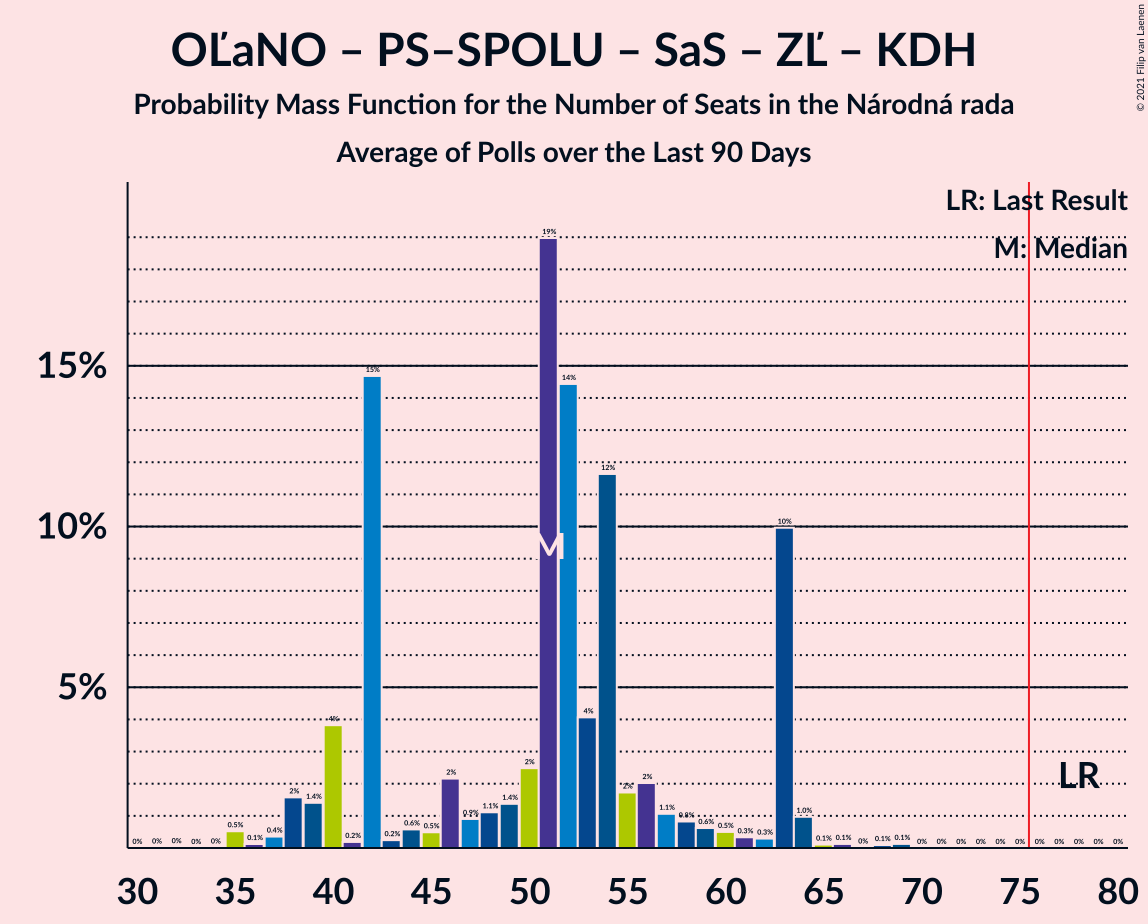 OĽaNO – PS–SPOLU – SaS – ZĽ – KDH
Probability Mass Function for the Number of Seats in the Národná rada
Average of Polls over the Last 90 Days
© 2021 Filip van Laenen
LR: Last Result
M: Median
15%
10%
5%
0% 0% 0% 0% 0% 0.5% 0.1% 0.4% 2% 1.4% 4% 0.2% 15% 0.2% 0.6% 0.5% 2% 0.9% 1.1% 1.4% 2% 19% 14% 4% 12% 2% 2% 1.1% 0.8% 0.6% 0.5% 0.3% 0.3% 10% 1.0% 0.1% 0.1% 0% 0.1% 0.1% 0% 0% 0% 0% 0% 0% 0% 0% 0% 0% 0%
M
LR
30 35 40 45 50 55 60 65 70 75 80